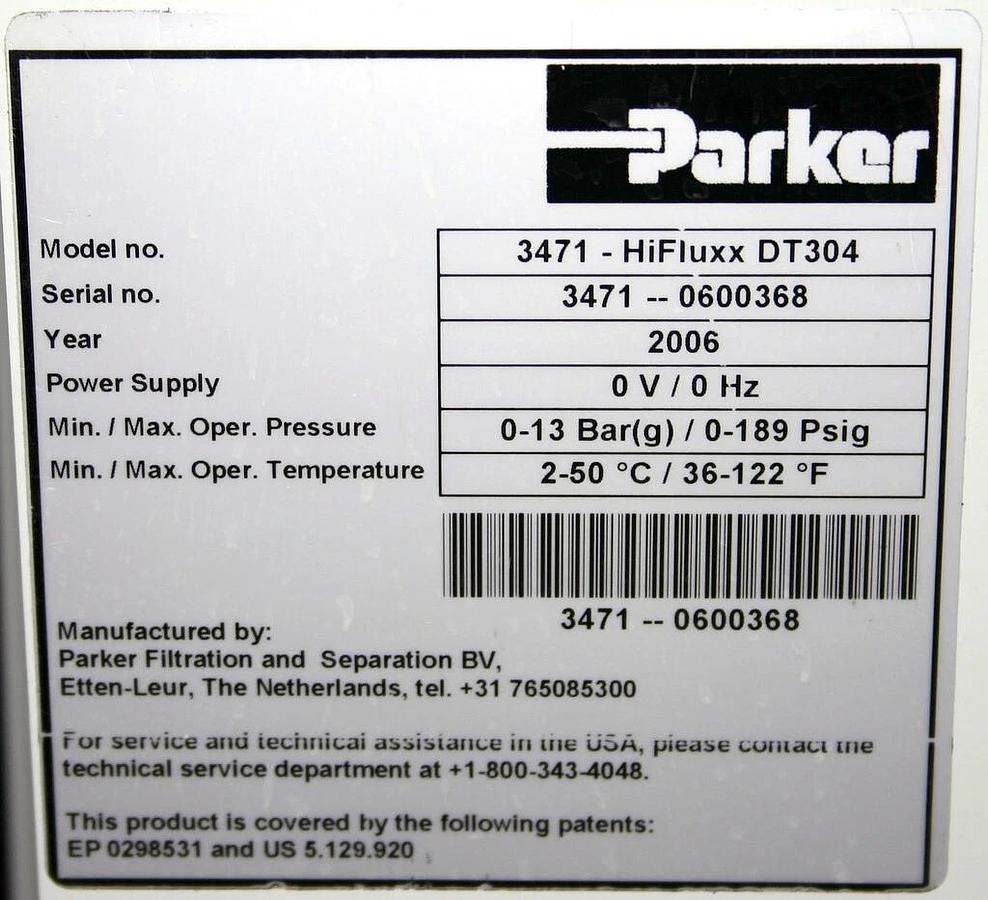 Parker
Model no. 3471 - HiFluxx DT304
Serial no. 3471 -- 0600368
Year 2006
Power Supply 0 V / 0 Hz
Min. / Max. Oper. Pressure 0-13 Bar(g) / 0-189 Psig
Min. / Max. Oper. Temperature 2-50 °C / 36-122 °F
3471 -- 0600368
Manufactured by:
Parker Filtration and Separation BV,
Etten-Leur, The Netherlands, tel. +31 765085300
For service and technical assistance in the USA, please contact the
technical service department at +1-800-343-4048.
This product is covered by the following patents:
EP 0298531 and US 5.129.920